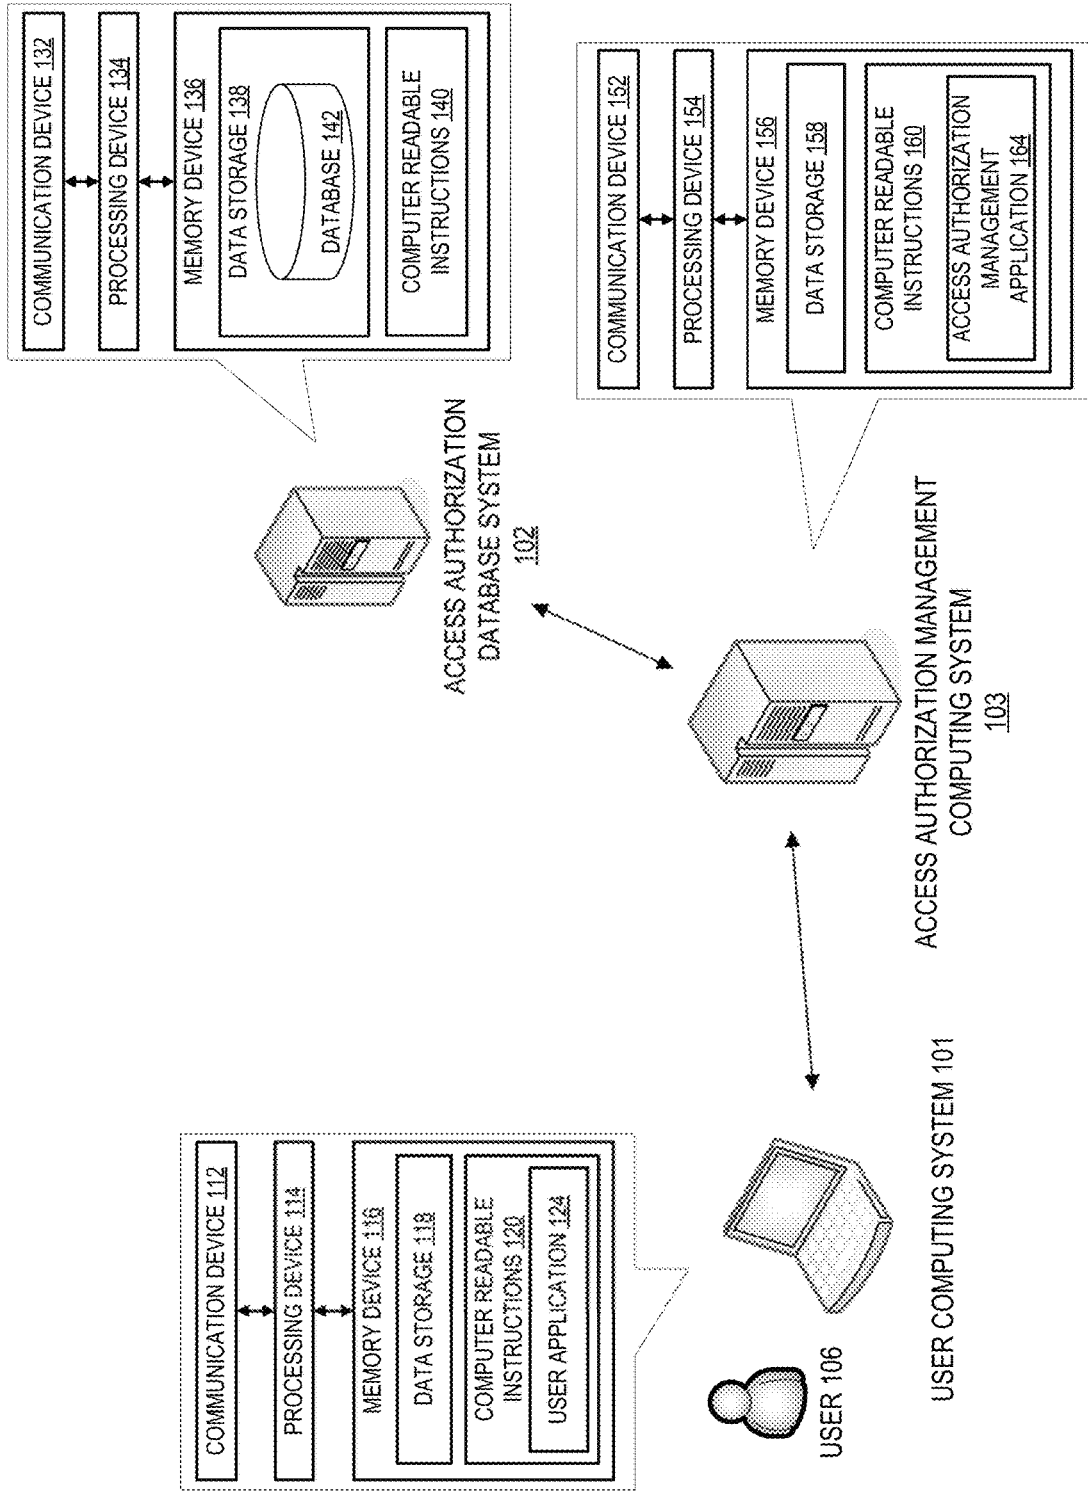 COMMUNICATION DEVICE 112
PROCESSING DEVICE 114
MEMORY DEVICE 116
DATA STORAGE 118
COMPUTER READABLE
INSTRUCTIONS 120
USER APPLICATION 124
USER 106
USER COMPUTING SYSTEM 101
COMMUNICATION DEVICE 132
PROCESSING DEVICE 134
MEMORY DEVICE 136
DATA STORAGE 138
DATABASE 142
COMPUTER READABLE
INSTRUCTIONS 140
ACCESS AUTHORIZATION
DATABASE SYSTEM
102
COMMUNICATION DEVICE 152
PROCESSING DEVICE 154
MEMORY DEVICE 156
DATA STORAGE 158
COMPUTER READABLE
INSTRUCTIONS 160
ACCESS AUTHORIZATION
MANAGEMENT
APPLICATION 164
ACCESS AUTHORIZATION MANAGEMENT
COMPUTING SYSTEM
103